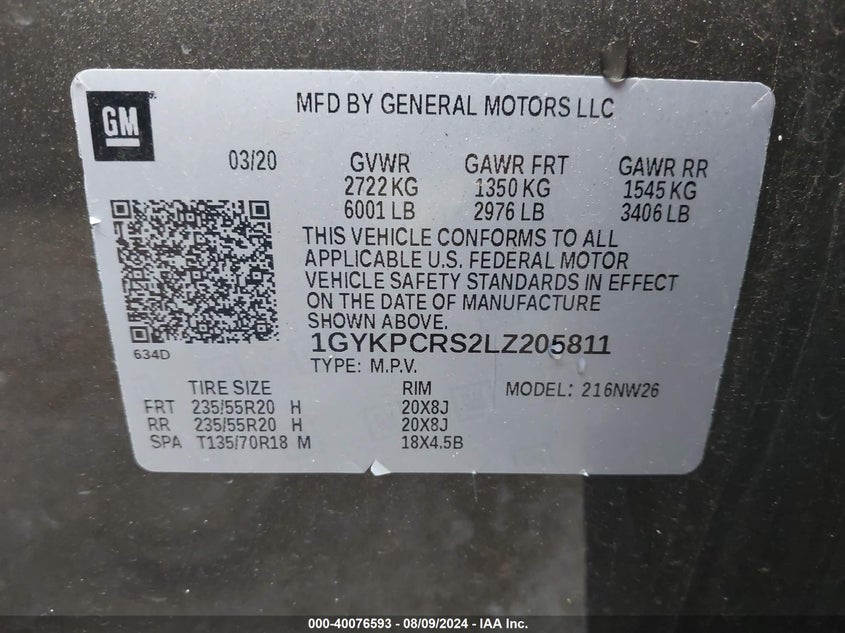 GM
MFD BY GENERAL MOTORS LLC
03/20 GVWR GAWR FRT GAWR RR
2722 KG 1350 KG 1545 KG
6001 LB 2976 LB 3406 LB
THIS VEHICLE CONFORMS TO ALL
APPLICABLE U.S. FEDERAL MOTOR
VEHICLE SAFETY STANDARDS IN EFFECT
ON THE DATE OF MANUFACTURE
SHOWN ABOVE.
634D
1GYKPCRS2LZ205811
TYPE: M.P.V.
TIRE SIZE RIM MODEL: 216NW26
FRT 235/55R20 H 20X8J
RR 235/55R20 H 20X8J
SPA T135/70R18 M 18X4.5B
000-40076593 - 08/09/2024 - IAA Inc.